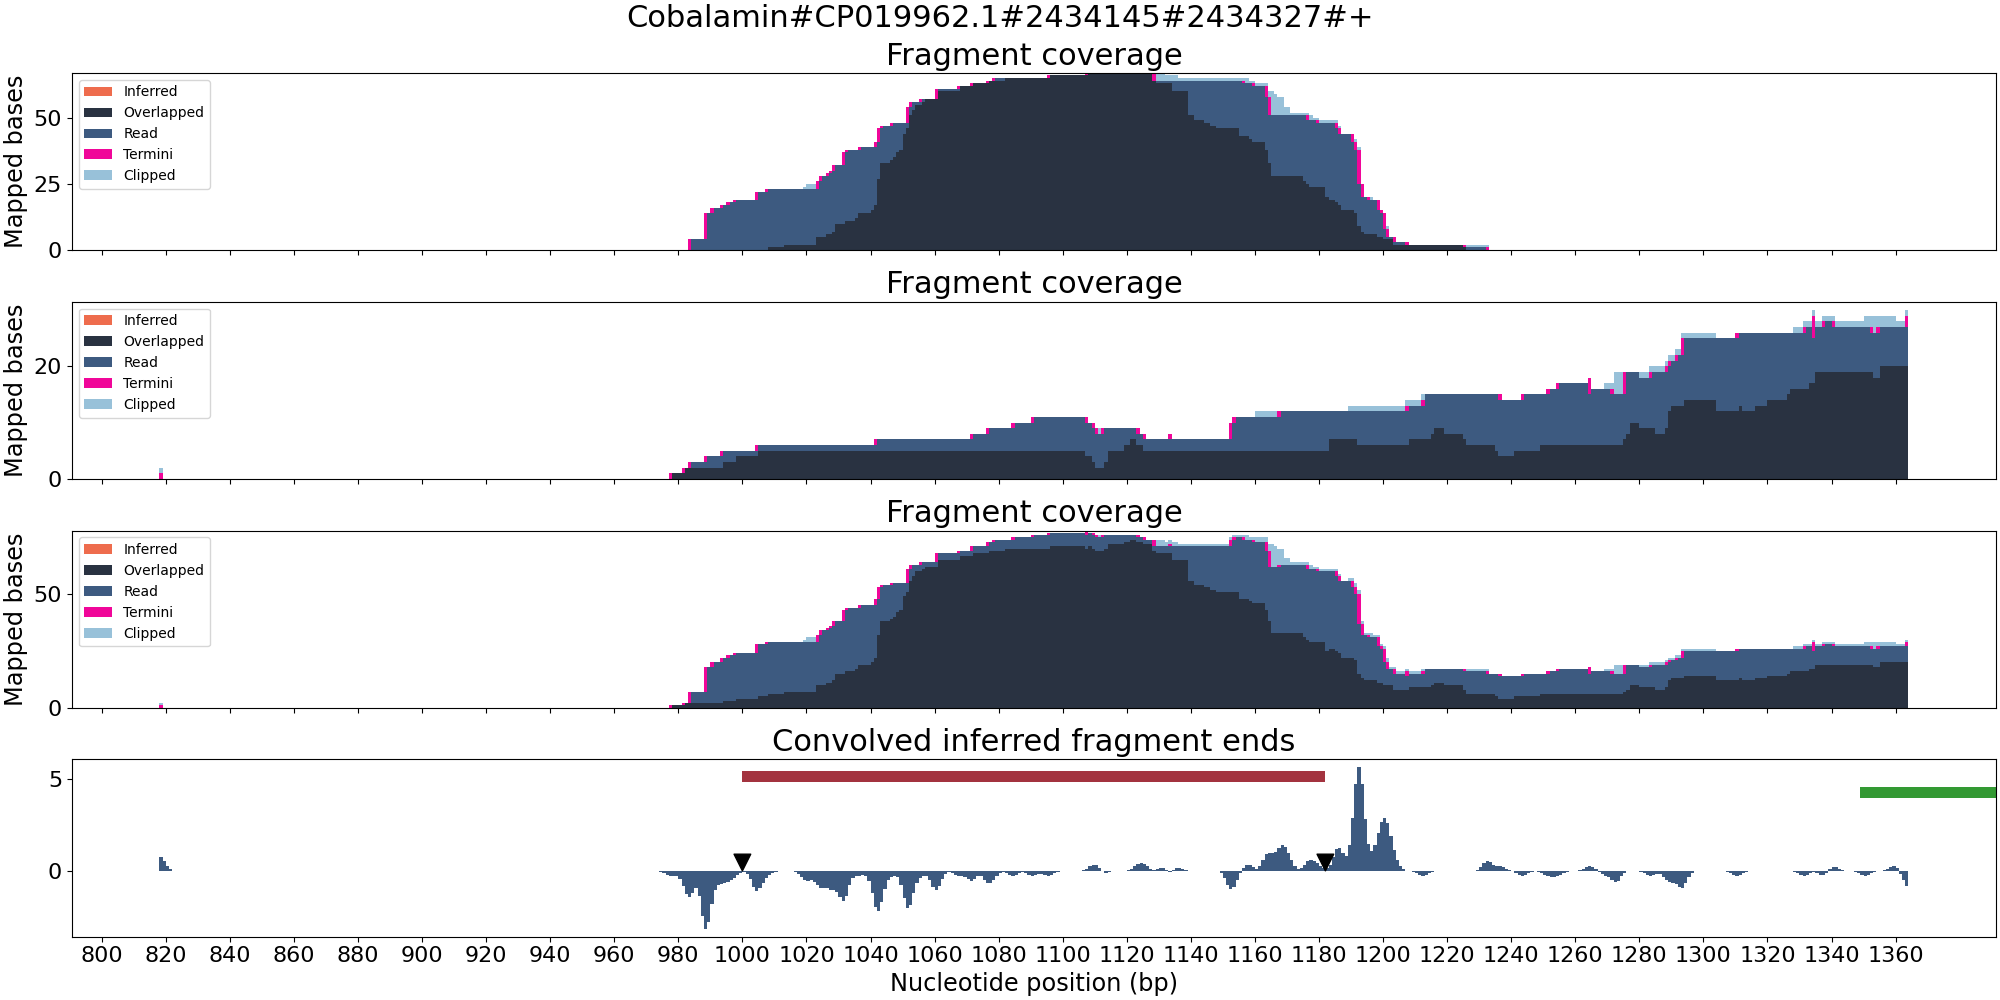 Cobalamin#CP019962.1#2434145#2434327#+
Fragment coverage
Mapped bases
50
25
0
Inferred
Overlapped
Read
Termini
Clipped
Fragment coverage
Mapped bases
20
0
Inferred
Overlapped
Read
Termini
Clipped
Fragment coverage
Mapped bases
50
0
Inferred
Overlapped
Read
Termini
Clipped
Convolved inferred fragment ends
5
0
800 820 840 860 880 900 920 940 960 980 1000 1020 1040 1060 1080 1100 1120 1140 1160 1180 1200 1220 1240 1260 1280 1300 1320 1340 1360
Nucleotide position (bp)